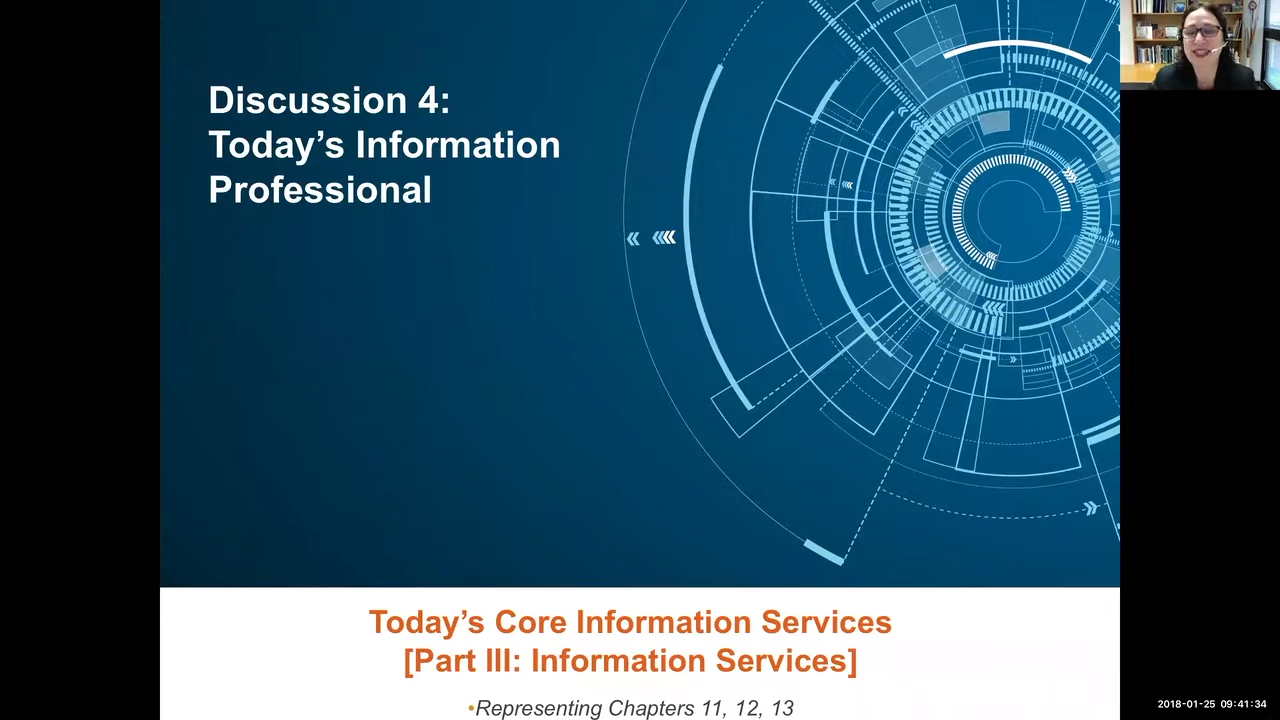 Discussion 4:
Today’s Information
Professional
Today’s Core Information Services
[Part III: Information Services]
•Representing Chapters 11, 12, 13
2018-01-25 09:41:34